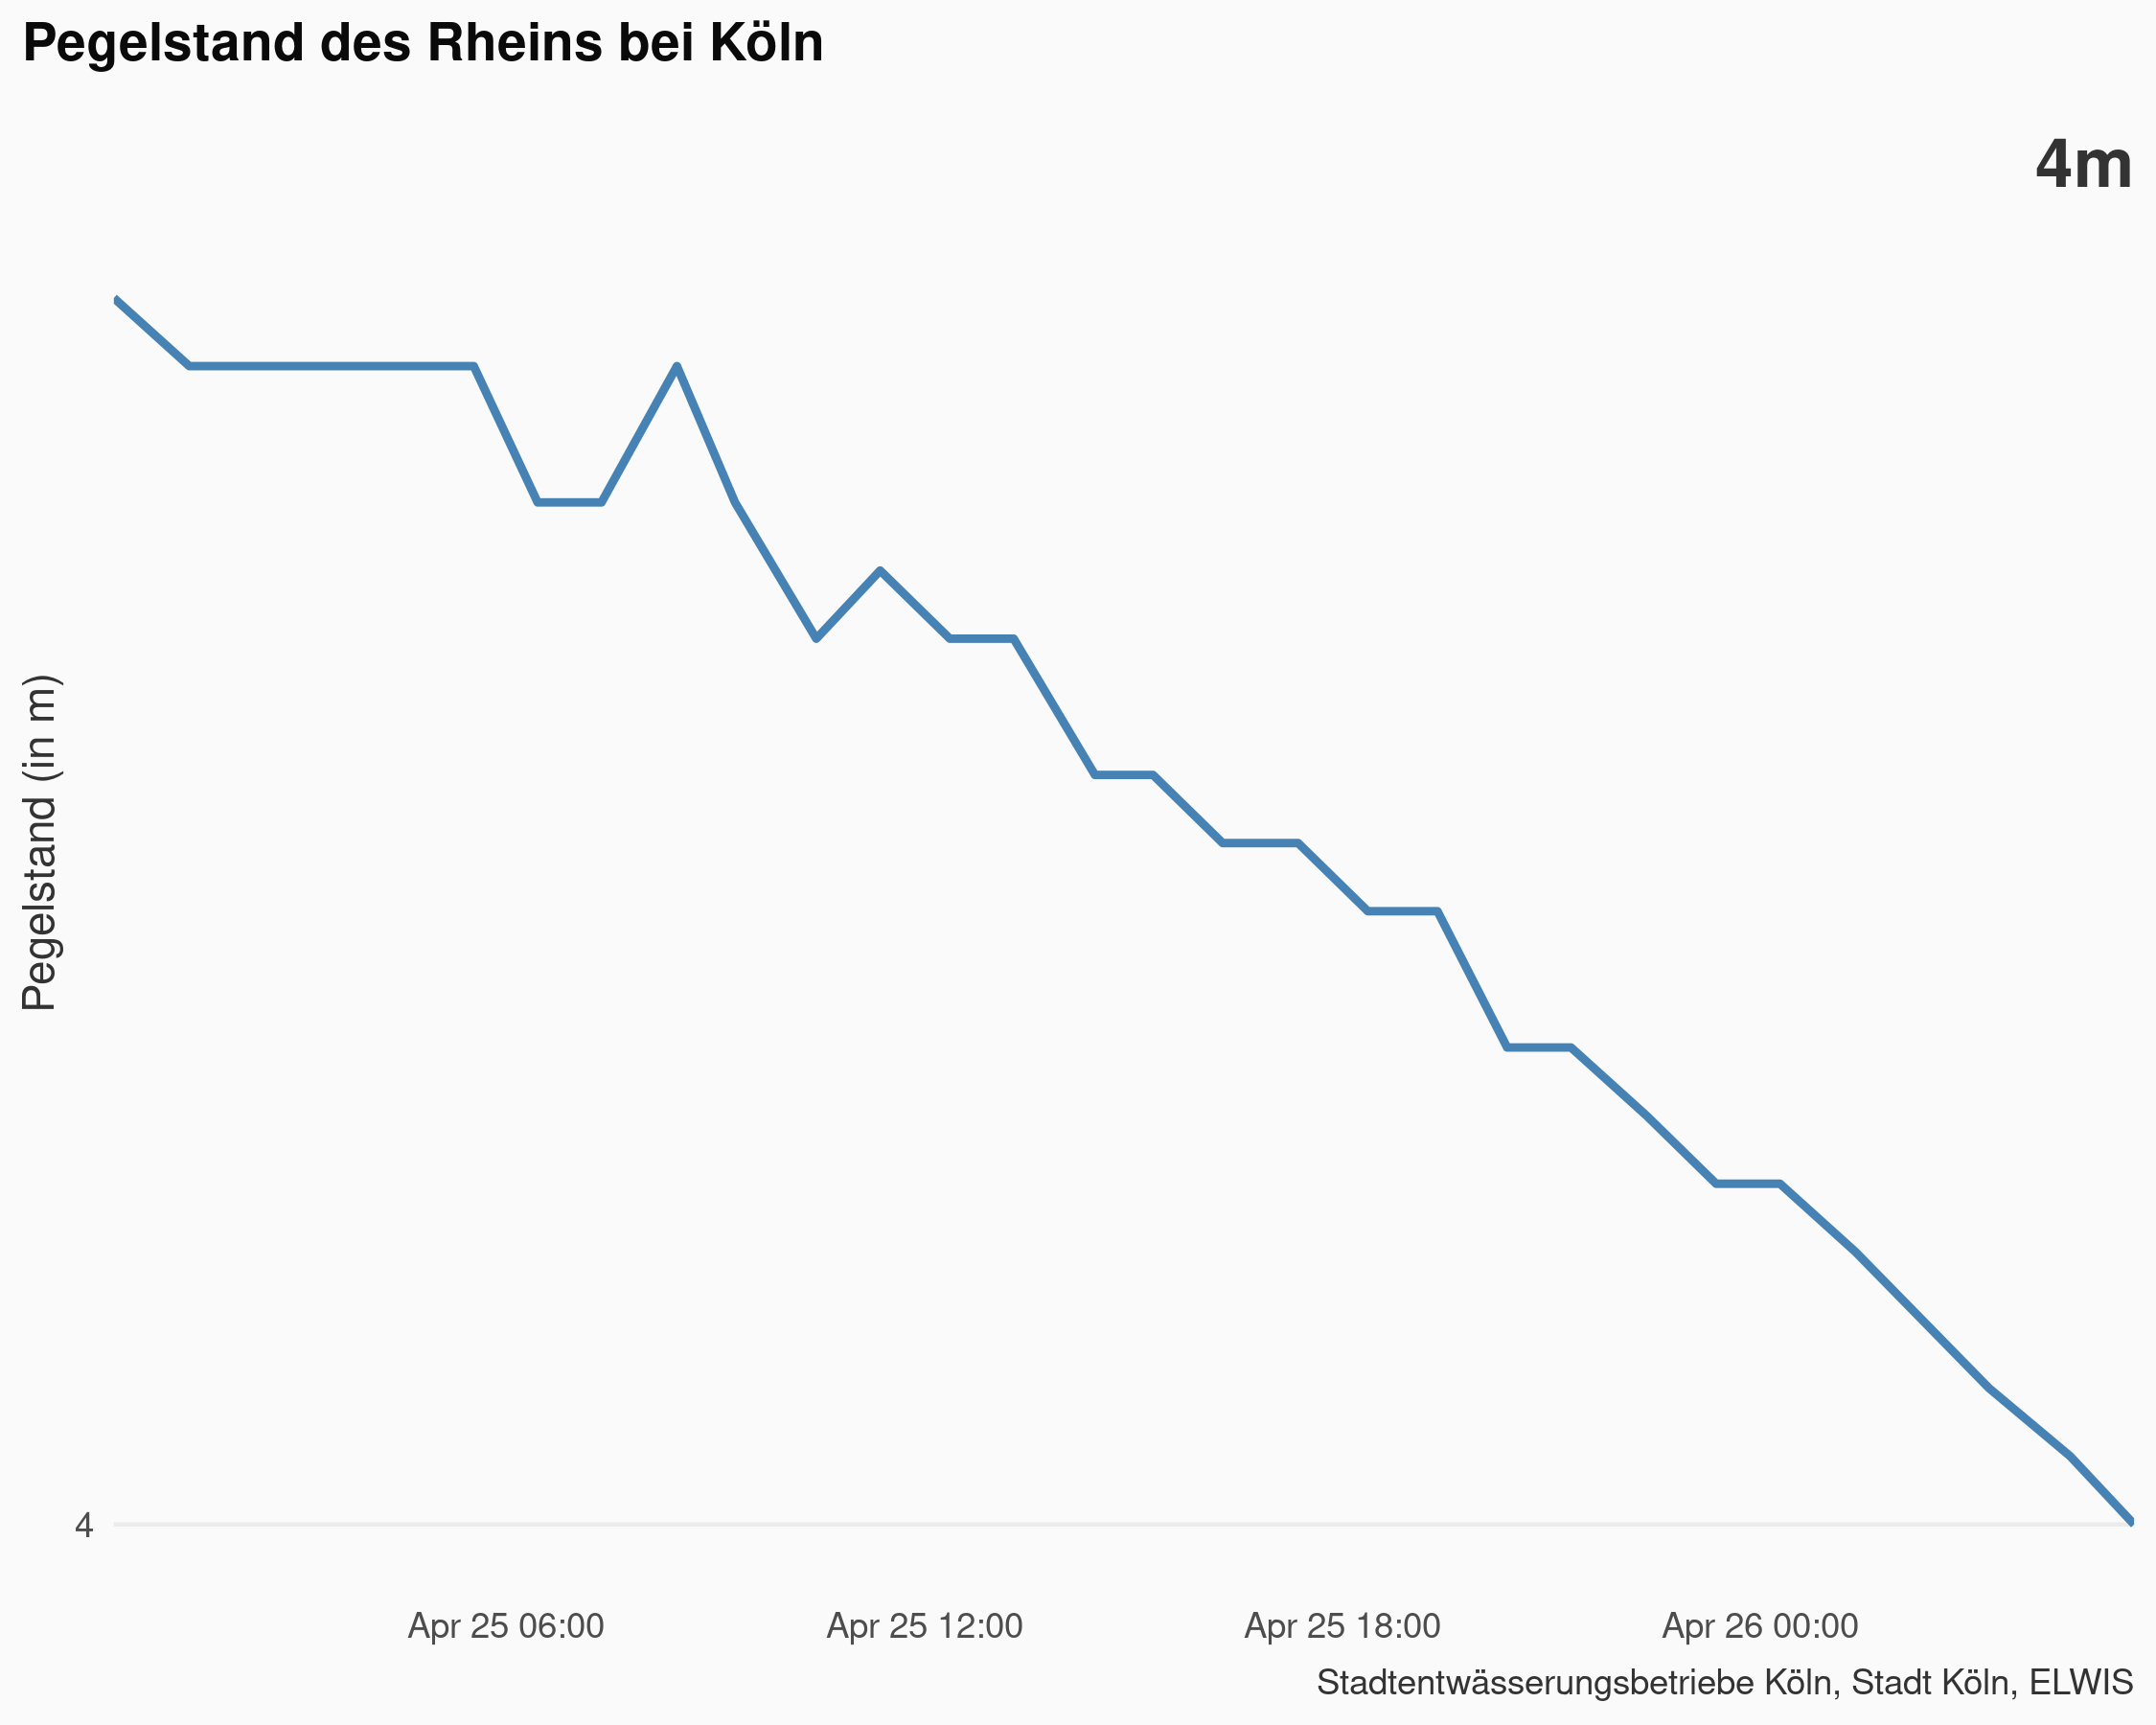 Pegelstand des Rheins bei Köln
4m
Pegelstand (in m)
4
Apr 25 06:00
Apr 25 12:00
Apr 25 18:00
Apr 26 00:00
Stadtentwässerungsbetriebe Köln, Stadt Köln, ELWIS